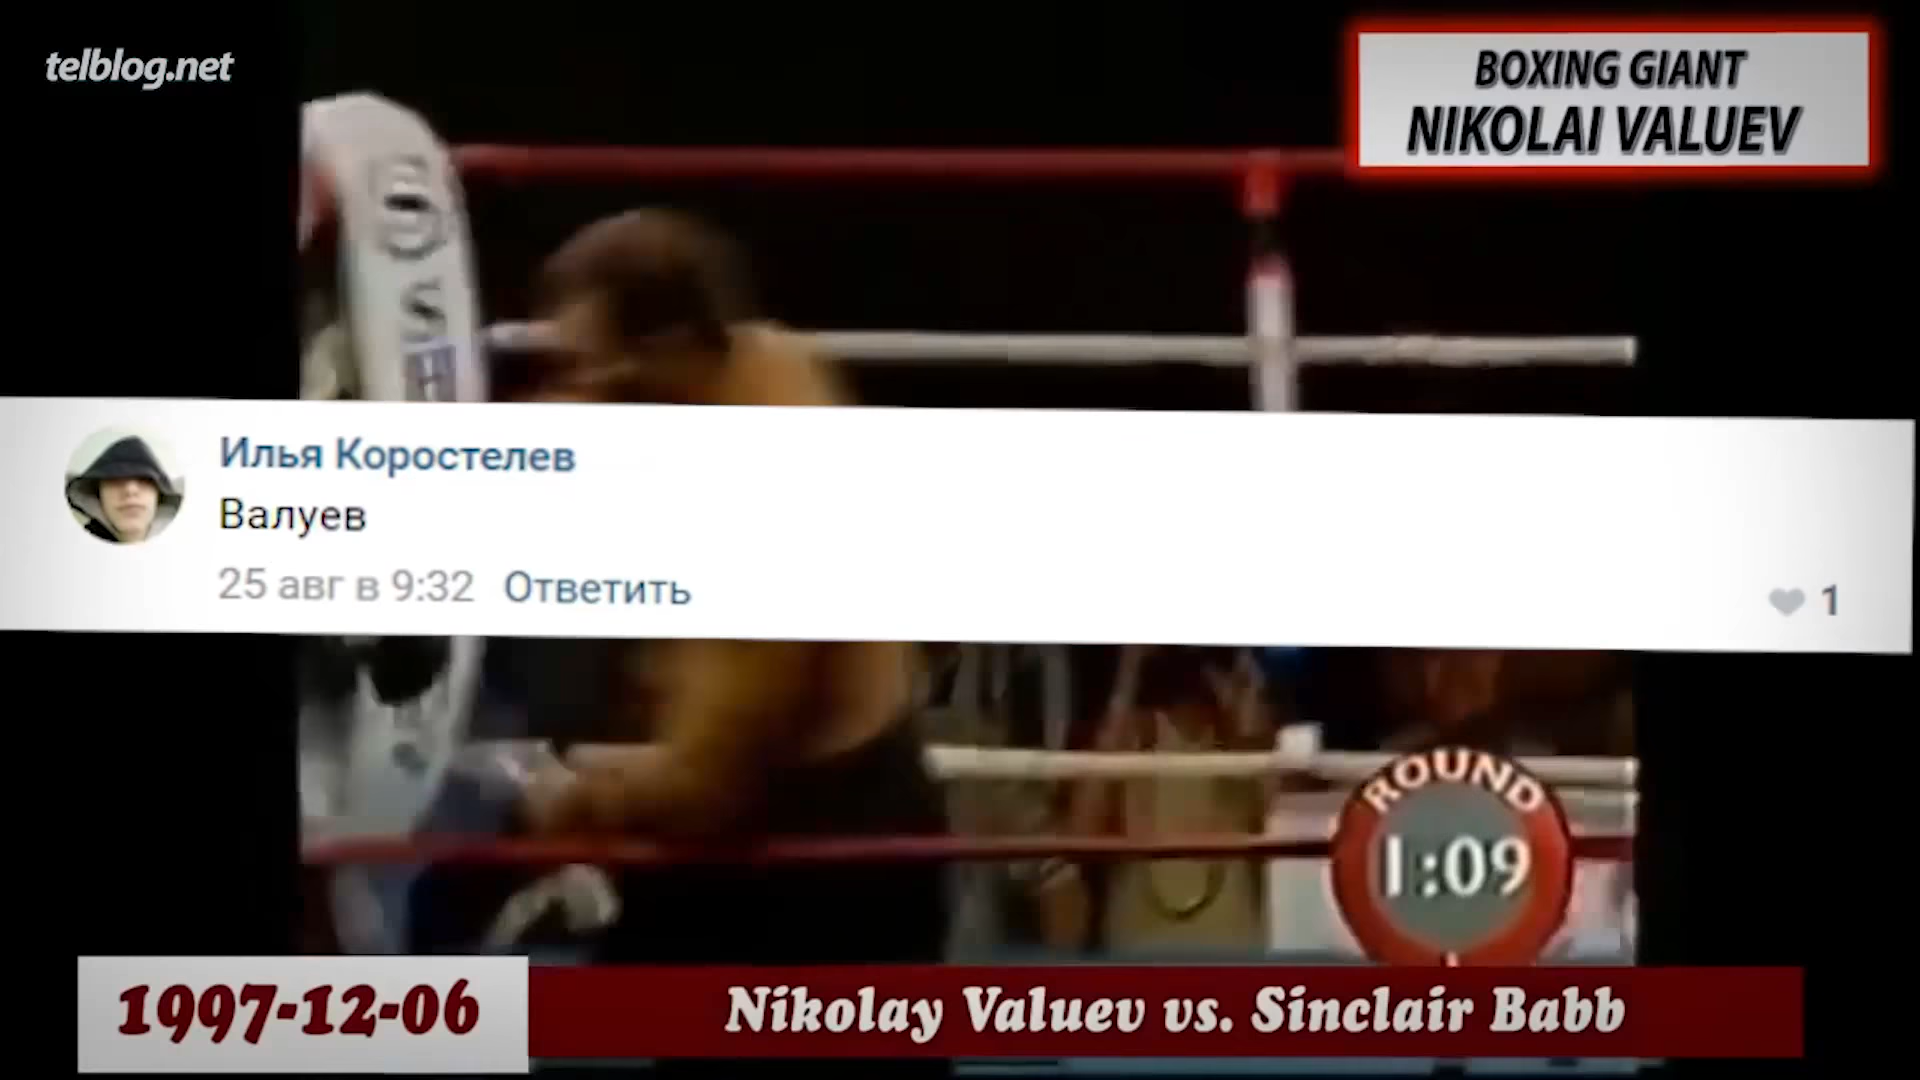 telblog.net
BOXING GIANT
NIKOLAI VALUEV
Илья Коростелев
Валуев
25 авг в 9:32 Ответить
1
ROUND
1:09
1
1997-12-06
Nikolay Valuev vs. Sinclair Babb